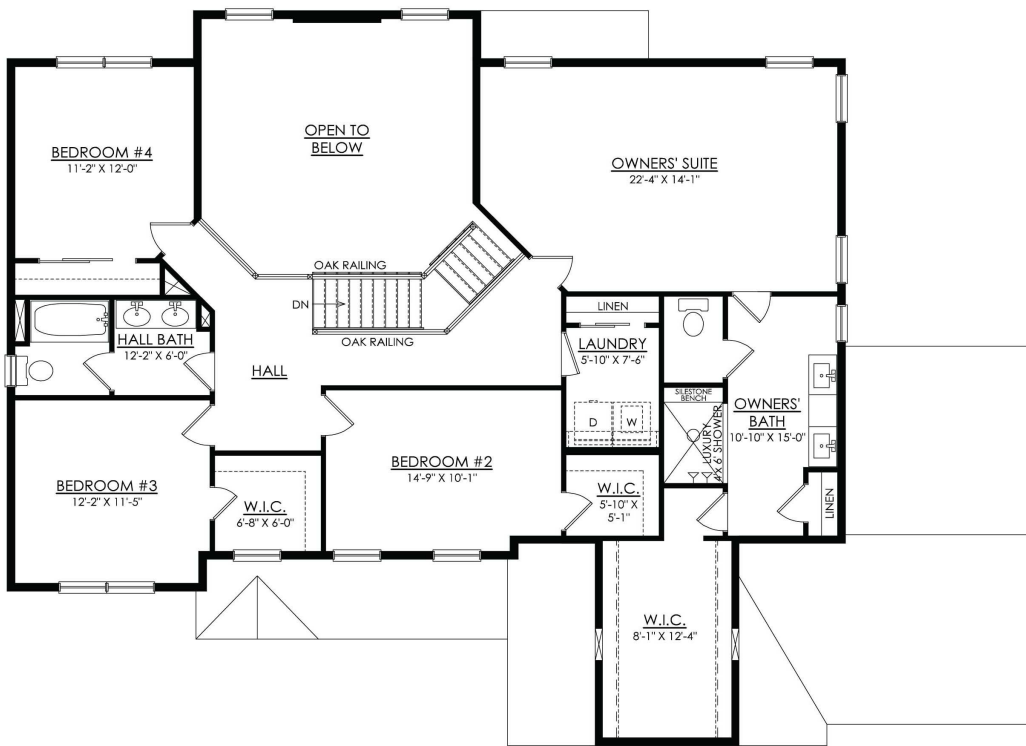 OPEN TO
BELOW
BEDROOM #4
11'-2" X 12'-0"
OWNERS' SUITE
22'-4" X 14'-1"
OAK RAILING
DN
OAK RAILING
LINEN
HALL BATH
12'-2" X 6'-0"
LAUNDRY
5'-10" X 7'-6"
HALL
SILESTONE
BENCH
LUXURY
4' X 6' SHOWER
OWNERS'
BATH
10'-10" X 15'-0"
D
W
BEDROOM #2
14'-9" X 10'-1"
BEDROOM #3
12'-2" X 11'-5"
W.I.C.
6'-8" X 6'-0"
W.I.C.
5'-10" X
5'-1"
LINEN
W.I.C.
8'-1" X 12'-4"